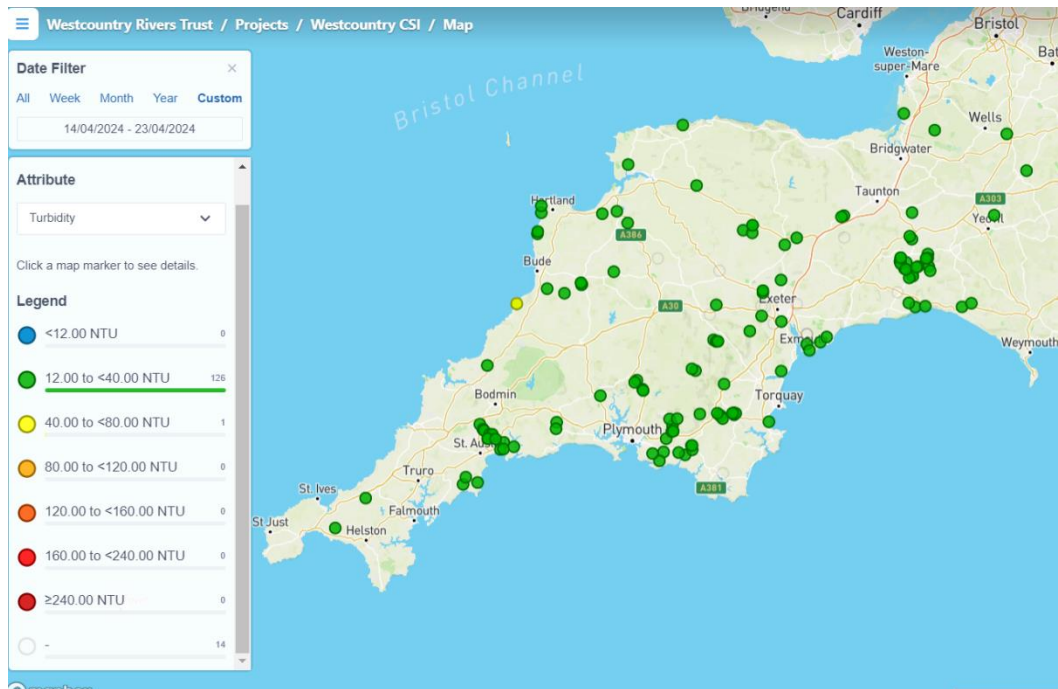 Westcountry Rivers Trust / Projects / Westcountry CSI / Map
Date Filter ×
All Week Month Year Custom
14/04/2024 - 23/04/2024
Attribute
Turbidity
Click a map marker to see details.
Legend
<12.00 NTU 0
12.00 to <40.00 NTU 126
40.00 to <80.00 NTU 1
80.00 to <120.00 NTU 0
120.00 to <160.00 NTU 0
160.00 to <240.00 NTU 0
≥240.00 NTU 0
- 14
Cardiff
Bristol
Weston-
super-Mare
Bristol Channel
Wells
Bridgwater
Taunton
A303
Hartland
A386
Bude
A30
Exeter
Weymouth
Bodmin
Torquay
Plymouth
Truro
A381
St. Ives
Falmouth
St Just
Helston